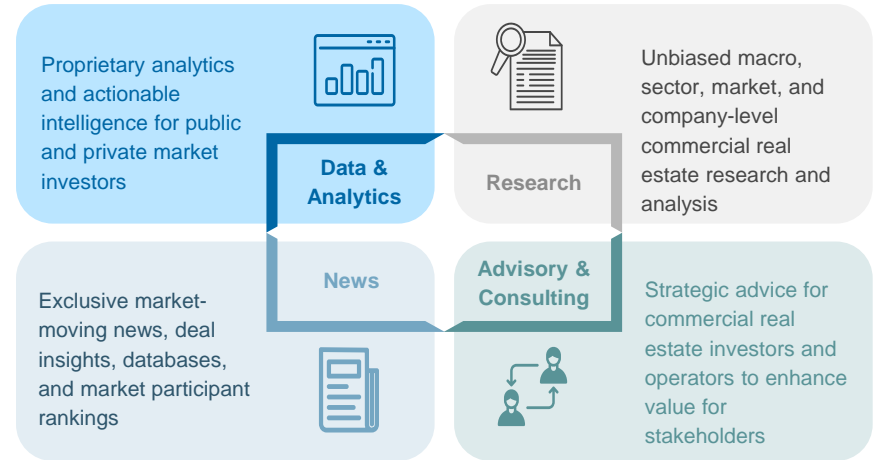 Proprietary analytics
and actionable
intelligence for public
and private market
investors
Data &
Analytics
Research
Unbiased macro,
sector, market, and
company-level
commercial real
estate research and
analysis
News
Exclusive market-
moving news, deal
insights, databases,
and market participant
rankings
Advisory &
Consulting
Strategic advice for
commercial real
estate investors and
operators to enhance
value for
stakeholders